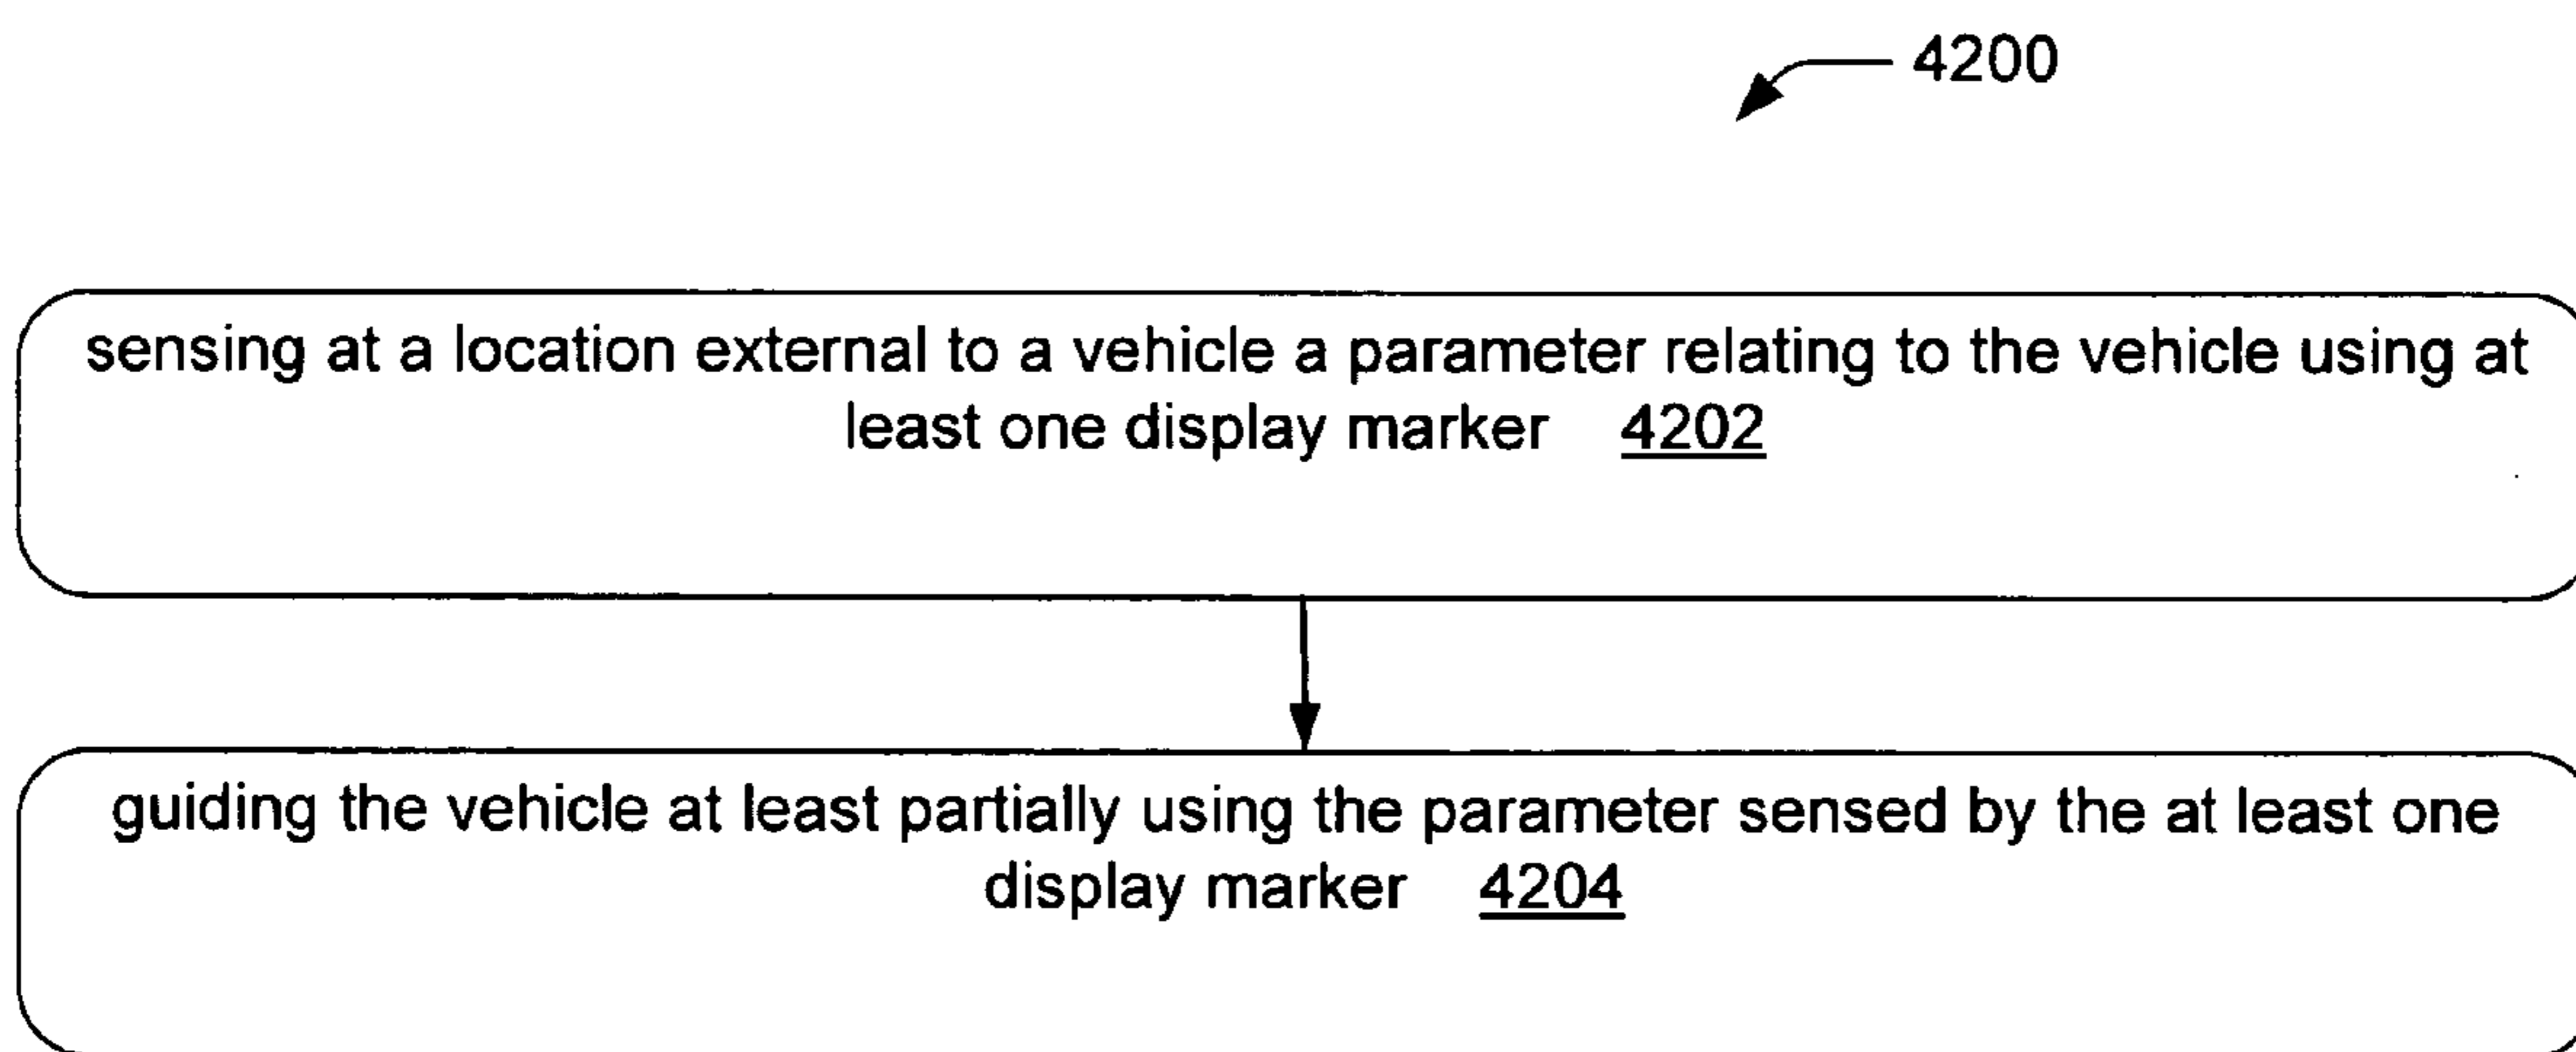 4200
sensing at a location external to a vehicle a parameter relating to the vehicle using at
least one display marker 4202
guiding the vehicle at least partially using the parameter sensed by the at least one
display marker 4204